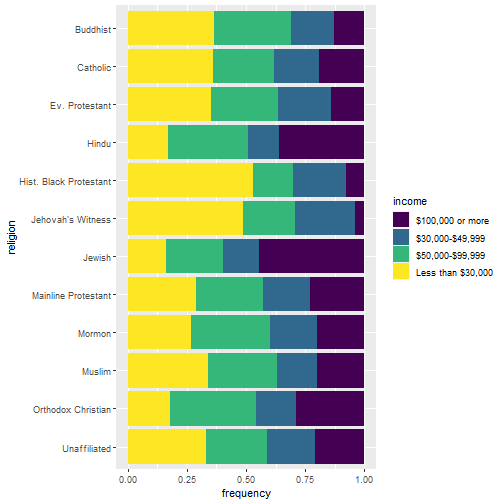 Buddhist
Catholic
Ev. Protestant
Hindu
Hist. Black Protestant
Jehovah's Witness
Jewish
Mainline Protestant
Mormon
Muslim
Orthodox Christian
Unaffiliated
religion
0.00 0.25 0.50 0.75 1.00
frequency
income
$100,000 or more
$30,000-$49,999
$50,000-$99,999
Less than $30,000